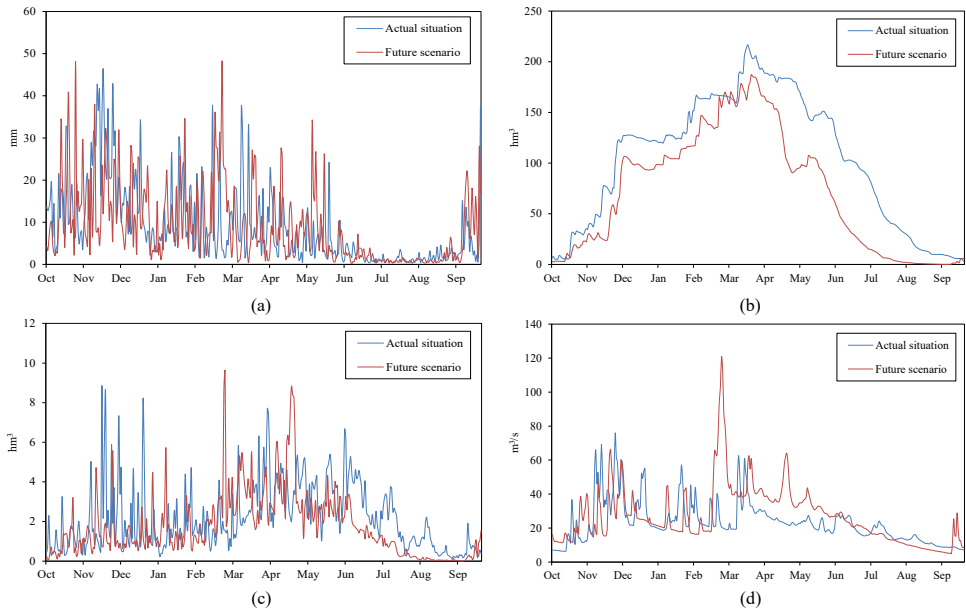 60
50
40
30
20
10
0
mm
Actual situation
Future scenario
Oct Nov Dec Jan Feb Mar Apr May Jun Jul Aug Sep
(a)
250
200
150
100
50
0
hm³
Actual situation
Future scenario
Oct Nov Dec Jan Feb Mar Apr May Jun Jul Aug Sep
(b)
12
10
8
6
4
2
0
hm³
Actual situation
Future scenario
Oct Nov Dec Jan Feb Mar Apr May Jun Jul Aug Sep
(c)
140
120
100
80
60
40
20
0
m³/s
Actual situation
Future scenario
Oct Nov Dec Jan Feb Mar Apr May Jun Jul Aug Sep
(d)